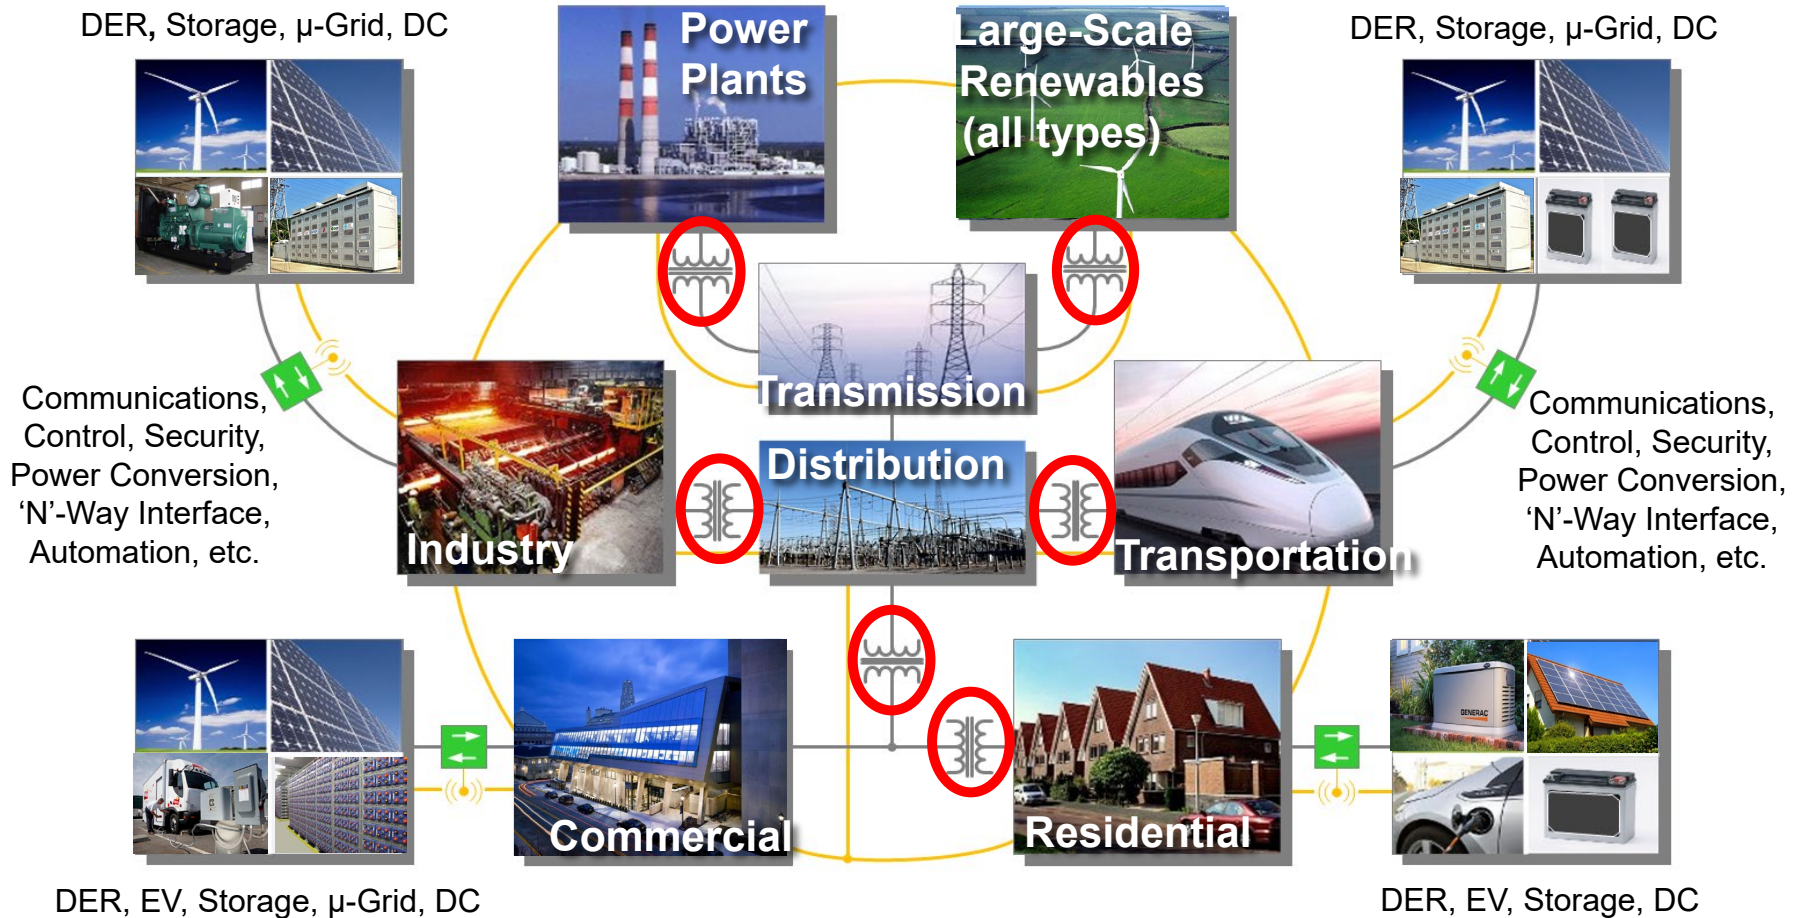 DER, Storage, µ-Grid, DC
Power
Plants
Large-Scale
Renewables
(all types)
DER, Storage, µ-Grid, DC
Communications,
Control, Security,
Power Conversion,
‘N’-Way Interface,
Automation, etc.
Transmission
Distribution
Industry
Transportation
Communications,
Control, Security,
Power Conversion,
‘N’-Way Interface,
Automation, etc.
Commercial
Residential
GENERAC
DER, EV, Storage, µ-Grid, DC
DER, EV, Storage, DC